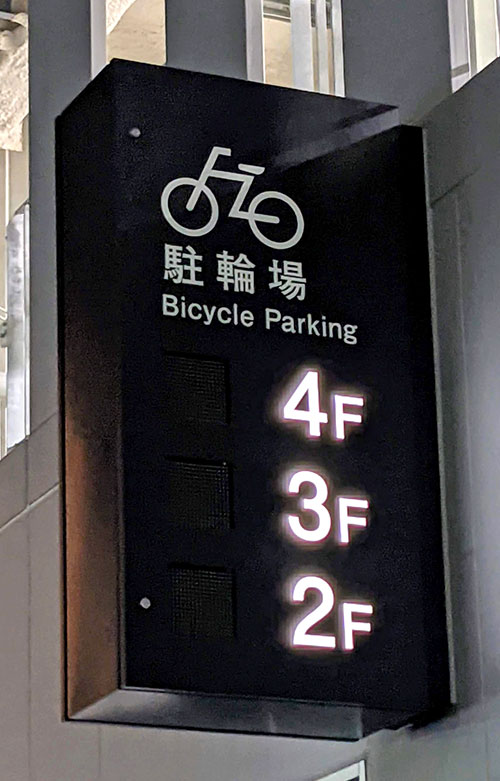 駐輪場
Bicycle Parking
4F
3F
2F